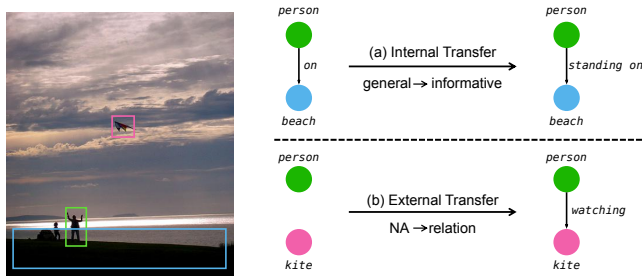 person
on
beach
(a) Internal Transfer
general→informative
person
standing on
beach
person
kite
(b) External Transfer
NA→relation
person
watching
kite